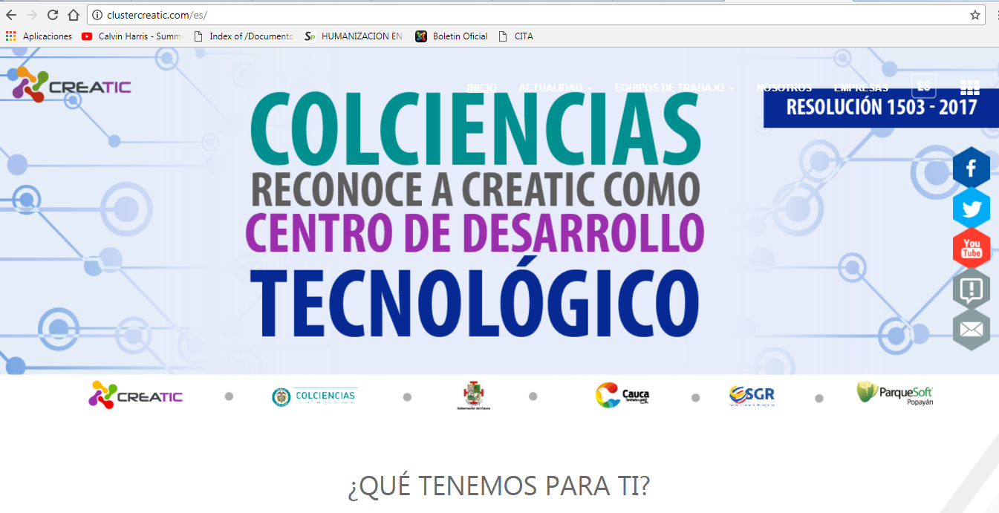 clustercreatic.com/es/
Aplicaciones
Calvin Harris - Summ
Index of /Documento
Sp HUMANIZACION EN
Boletin Oficial
CITA
CREATIC
INICIO
ACTUALIDAD
EQUIPOS DE TRABAJO
NOSOTROS
EMPRESAS
ES
RESOLUCIÓN 1503 - 2017
COLCIENCIAS
RECONOCE A CREATIC COMO
CENTRO DE DESARROLLO
TECNOLÓGICO
f
You
Tube
CREATIC
COLCIENCIAS
Gobernación del Cauca
Cauca
SGR
ParqueSoft
Popayán
¿QUÉ TENEMOS PARA TI?